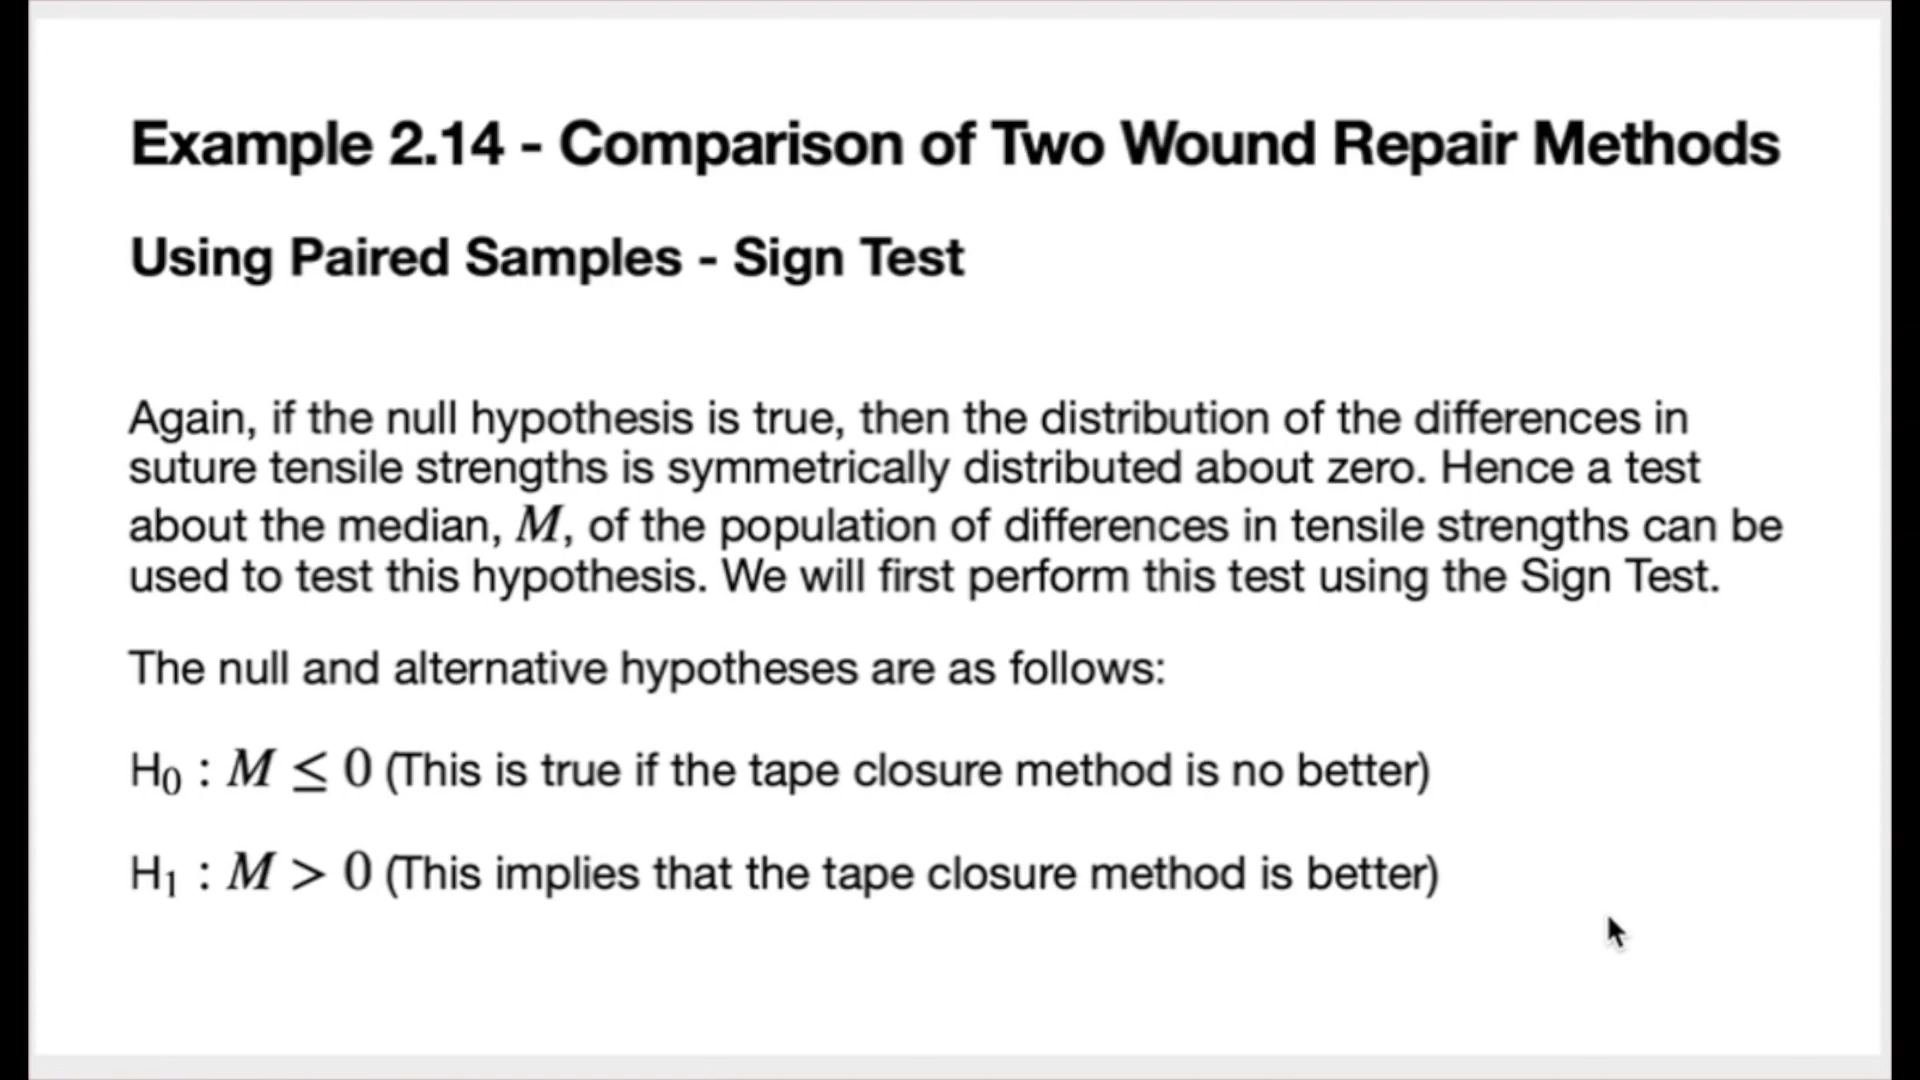 Example 2.14 - Comparison of Two Wound Repair Methods
Using Paired Samples - Sign Test
Again, if the null hypothesis is true, then the distribution of the differences in
suture tensile strengths is symmetrically distributed about zero. Hence a test
about the median, M, of the population of differences in tensile strengths can be
used to test this hypothesis. We will first perform this test using the Sign Test.
The null and alternative hypotheses are as follows:
H₀ : M ≤ 0 (This is true if the tape closure method is no better)
H₁ : M > 0 (This implies that the tape closure method is better)